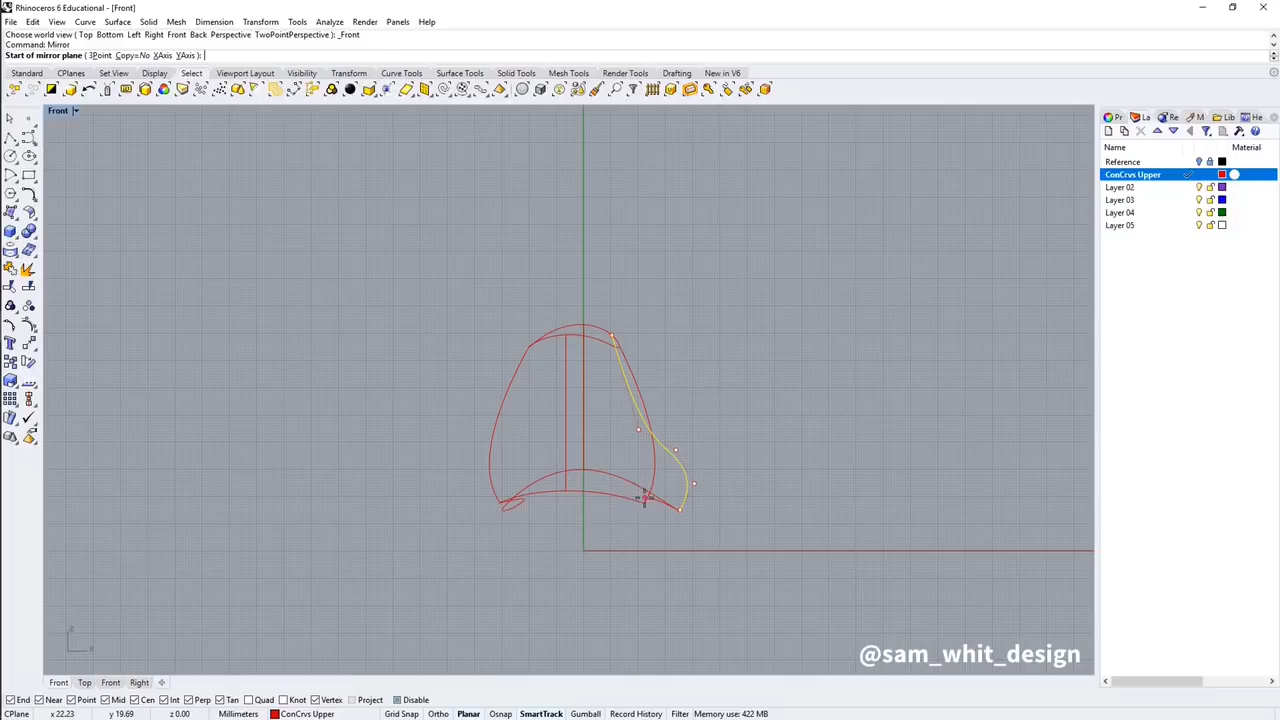 Rhinoceros 6 Educational - [Front]
File Edit View Curve Surface Solid Mesh Dimension Transform Tools Analyze Render Panels Help
Choose world view ( Top Bottom Left Right Front Back Perspective TwoPointPerspective ): _Front
Command: Mirror
Start of mirror plane ( 3Point Copy=No XAxis YAxis ):
Standard CPlanes Set View Display Select Viewport Layout Visibility Transform Curve Tools Surface Tools Solid Tools Mesh Tools Render Tools Drafting New in V6
Front
Pr La Re M Lib He
Name Material
Reference
ConCrvs Upper
Layer 02
Layer 03
Layer 04
Layer 05
z
x
@sam_whit_design
Front Top Front Right
End Near Point Mid Cen Int Perp Tan Quad Knot Vertex Project Disable
CPlane x 22.23 y 19.69 z 0.00 Millimeters ConCrvs Upper Grid Snap Ortho Planar Osnap SmartTrack Gumball Record History Filter Memory use: 422 MB